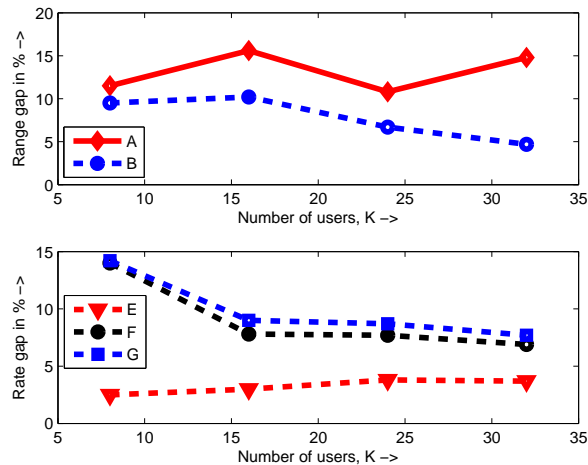 20
15
10
5
0
Range gap in % −>
A
B
5 10 15 20 25 30 35
Number of users, K −>
15
10
5
0
Rate gap in % −>
E
F
G
5 10 15 20 25 30 35
Number of users, K −>